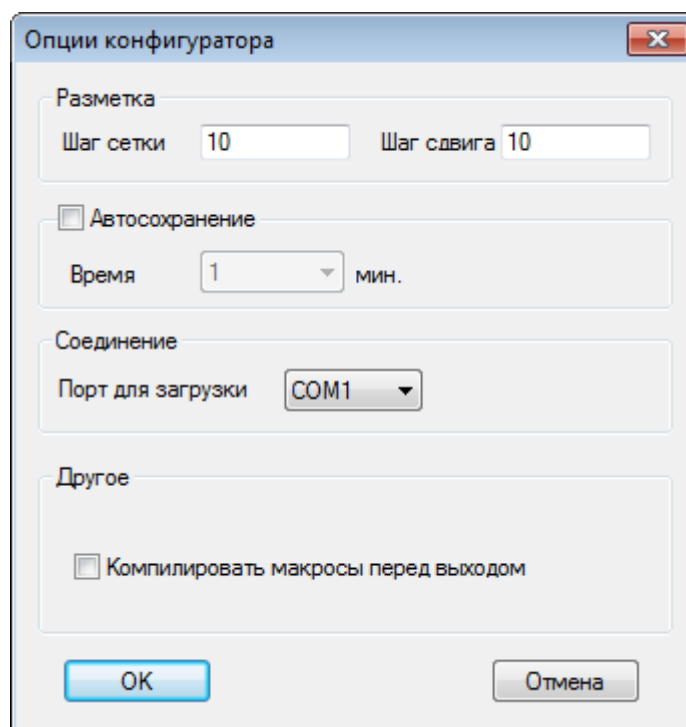 Опции конфигуратора
Разметка
Шаг сетки 10 Шаг сдвига 10
Автосохранение
Время 1 мин.
Соединение
Порт для загрузки COM1
Другое
Компилировать макросы перед выходом
OK Отмена